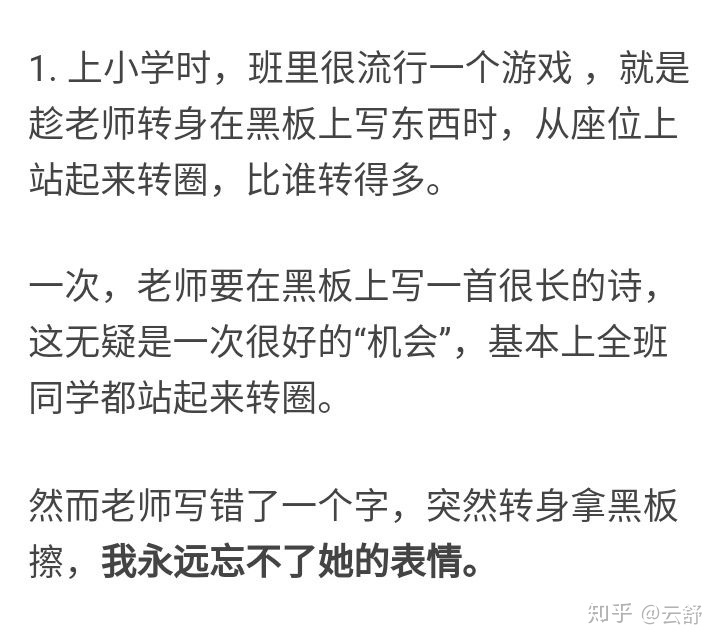 1. 上小学时，班里很流行一个游戏 ，就是
趁老师转身在黑板上写东西时，从座位上
站起来转圈，比谁转得多。
一次，老师要在黑板上写一首很长的诗，
这无疑是一次很好的“机会”，基本上全班
同学都站起来转圈。
然而老师写错了一个字，突然转身拿黑板
擦，我永远忘不了她的表情。
知乎 @云舒